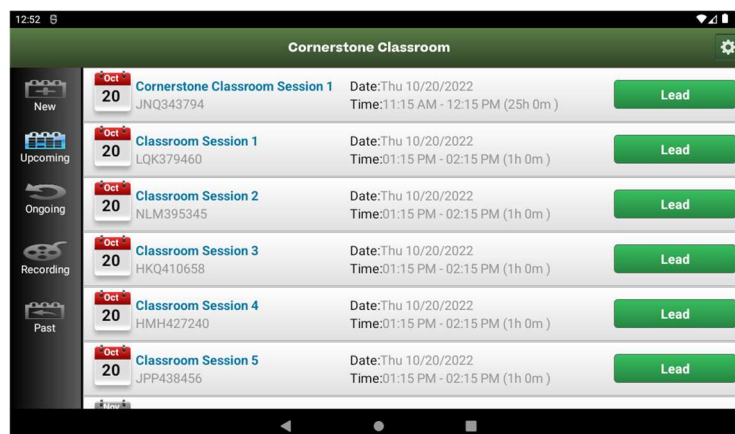 12:52
Cornerstone Classroom
New
Upcoming
Ongoing
Recording
Past
Oct
20
Cornerstone Classroom Session 1
JNQ343794
Date:Thu 10/20/2022
Time:11:15 AM - 12:15 PM (25h 0m )
Lead
Oct
20
Classroom Session 1
LQK379460
Date:Thu 10/20/2022
Time:01:15 PM - 02:15 PM (1h 0m )
Lead
Oct
20
Classroom Session 2
NLM395345
Date:Thu 10/20/2022
Time:01:15 PM - 02:15 PM (1h 0m )
Lead
Oct
20
Classroom Session 3
HKQ410658
Date:Thu 10/20/2022
Time:01:15 PM - 02:15 PM (1h 0m )
Lead
Oct
20
Classroom Session 4
HMH427240
Date:Thu 10/20/2022
Time:01:15 PM - 02:15 PM (1h 0m )
Lead
Oct
20
Classroom Session 5
JPP438456
Date:Thu 10/20/2022
Time:01:15 PM - 02:15 PM (1h 0m )
Lead
Nov